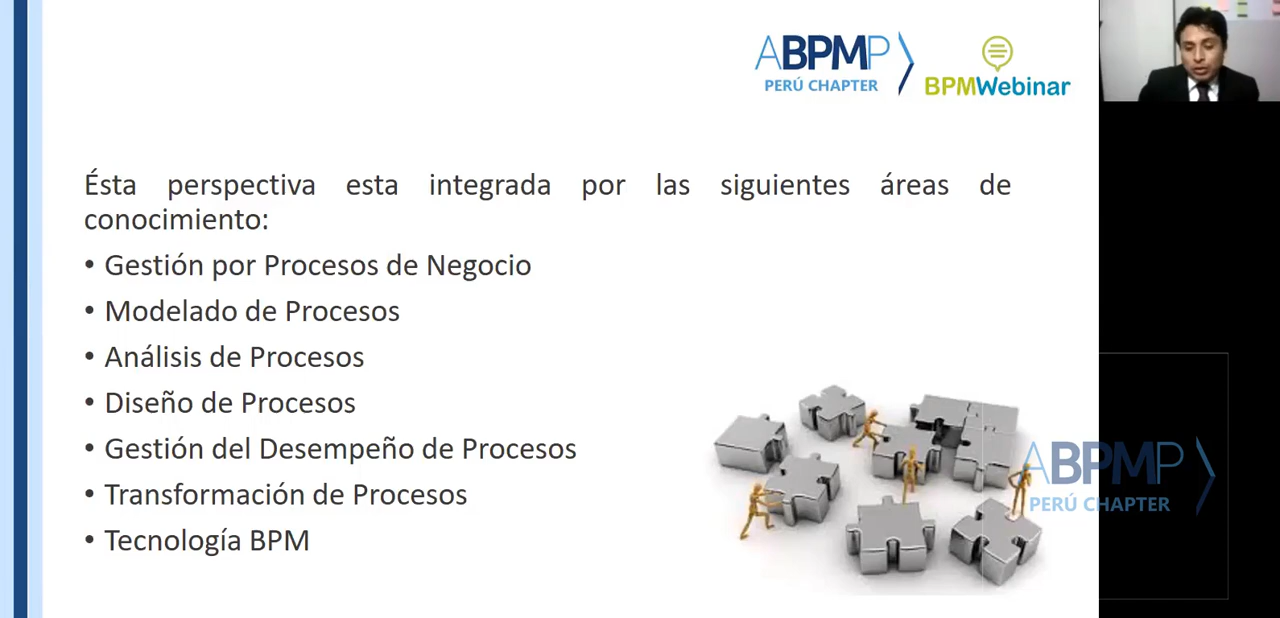 ABPMP
PERÚ CHAPTER
BPMWebinar
Ésta perspectiva esta integrada por las siguientes áreas de
conocimiento:
• Gestión por Procesos de Negocio
• Modelado de Procesos
• Análisis de Procesos
• Diseño de Procesos
• Gestión del Desempeño de Procesos
• Transformación de Procesos
• Tecnología BPM
ABPMP
PERÚ CHAPTER